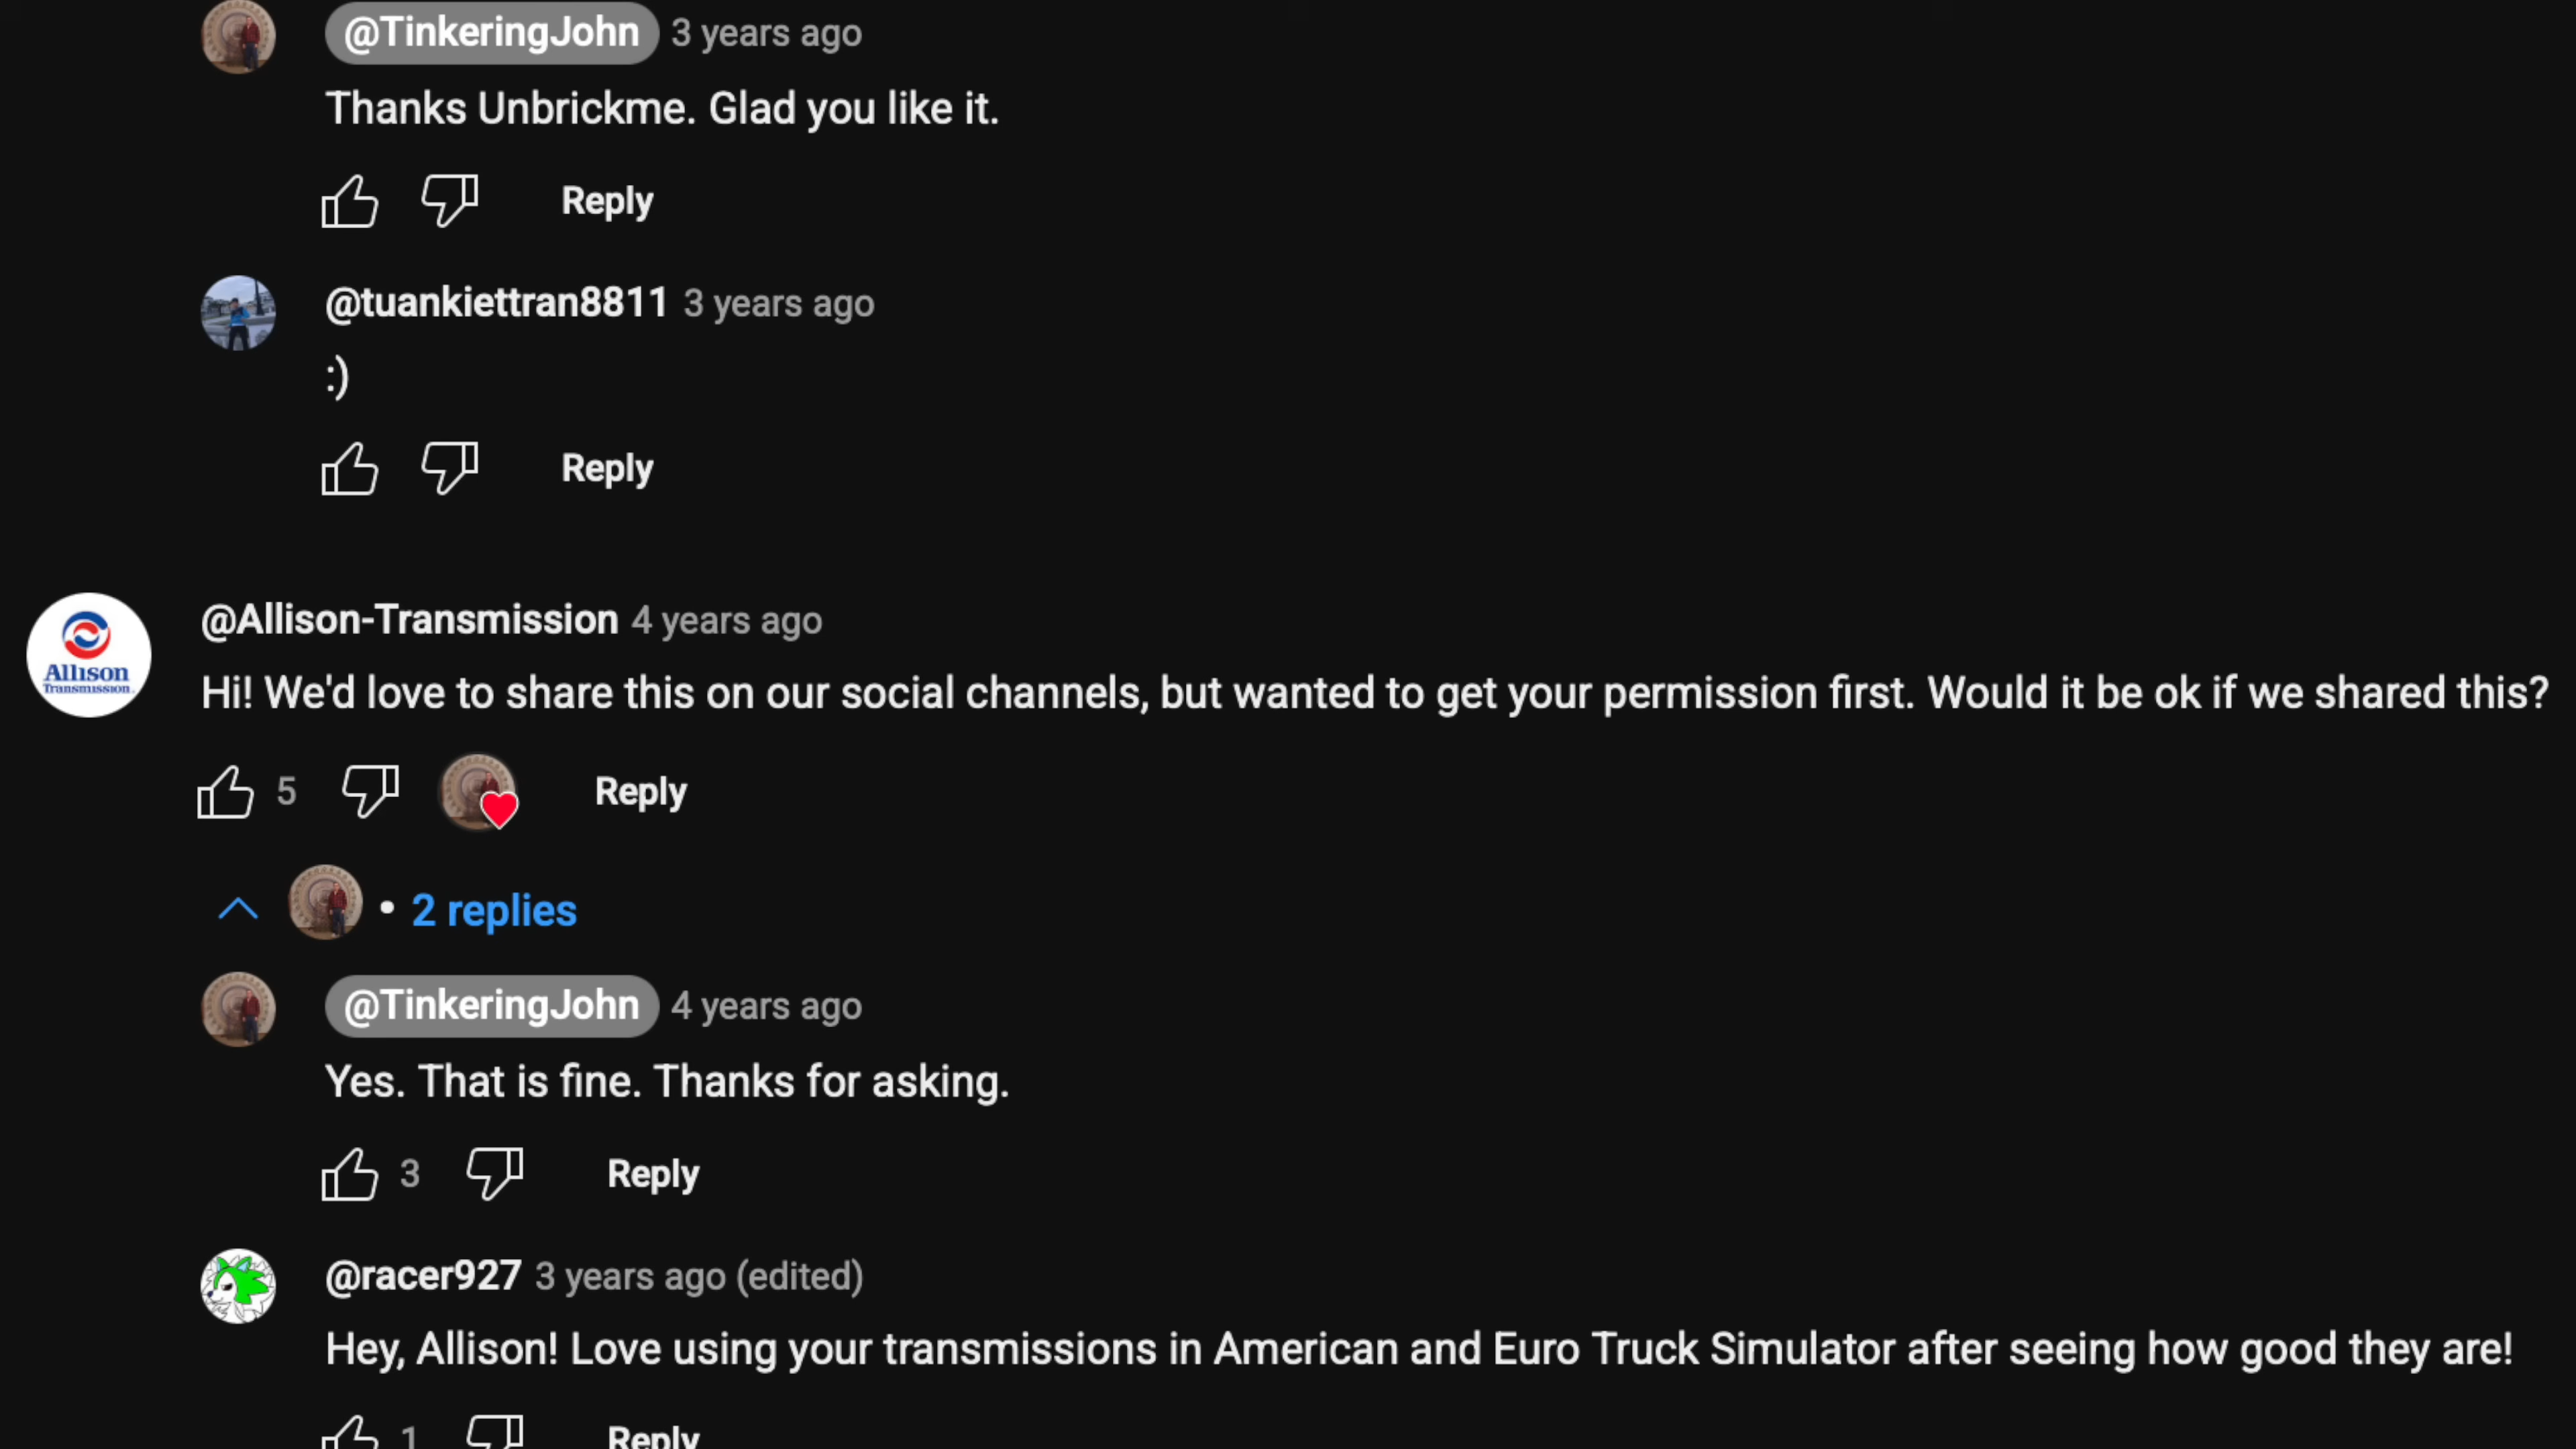 @TinkeringJohn 3 years ago
Thanks Unbrickme. Glad you like it.
Reply
@tuankiettran8811 3 years ago
:)
Reply
Allison
Transmission
@Allison-Transmission 4 years ago
Hi! We'd love to share this on our social channels, but wanted to get your permission first. Would it be ok if we shared this?
5 Reply
• 2 replies
@TinkeringJohn 4 years ago
Yes. That is fine. Thanks for asking.
3 Reply
@racer927 3 years ago (edited)
Hey, Allison! Love using your transmissions in American and Euro Truck Simulator after seeing how good they are!
1 Reply